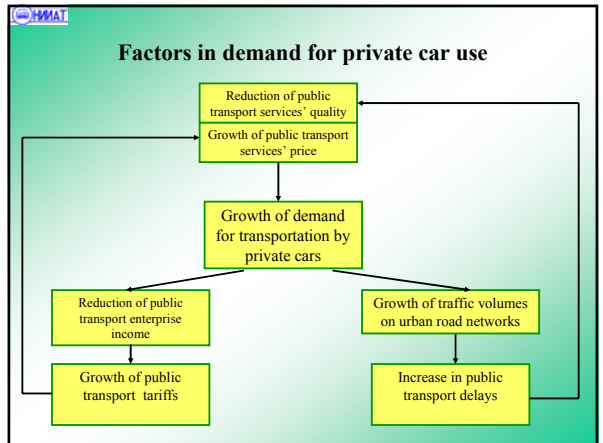 НИИАТ
Factors in demand for private car use
Reduction of public
transport services’ quality
Growth of public transport
services’ price
Growth of demand
for transportation by
private cars
Reduction of public
transport enterprise
income
Growth of traffic volumes
on urban road networks
Growth of public
transport tariffs
Increase in public
transport delays